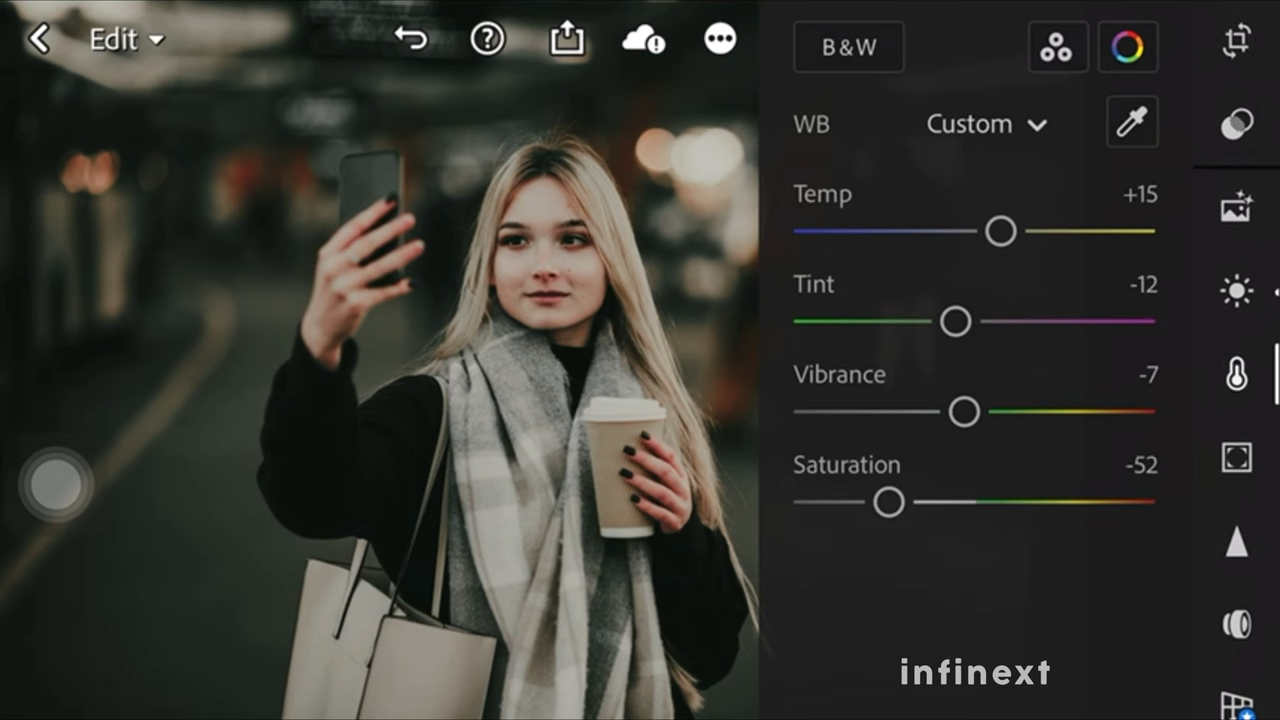 Edit
B&W
WB Custom
Temp +15
Tint -12
Vibrance -7
Saturation -52
infinext